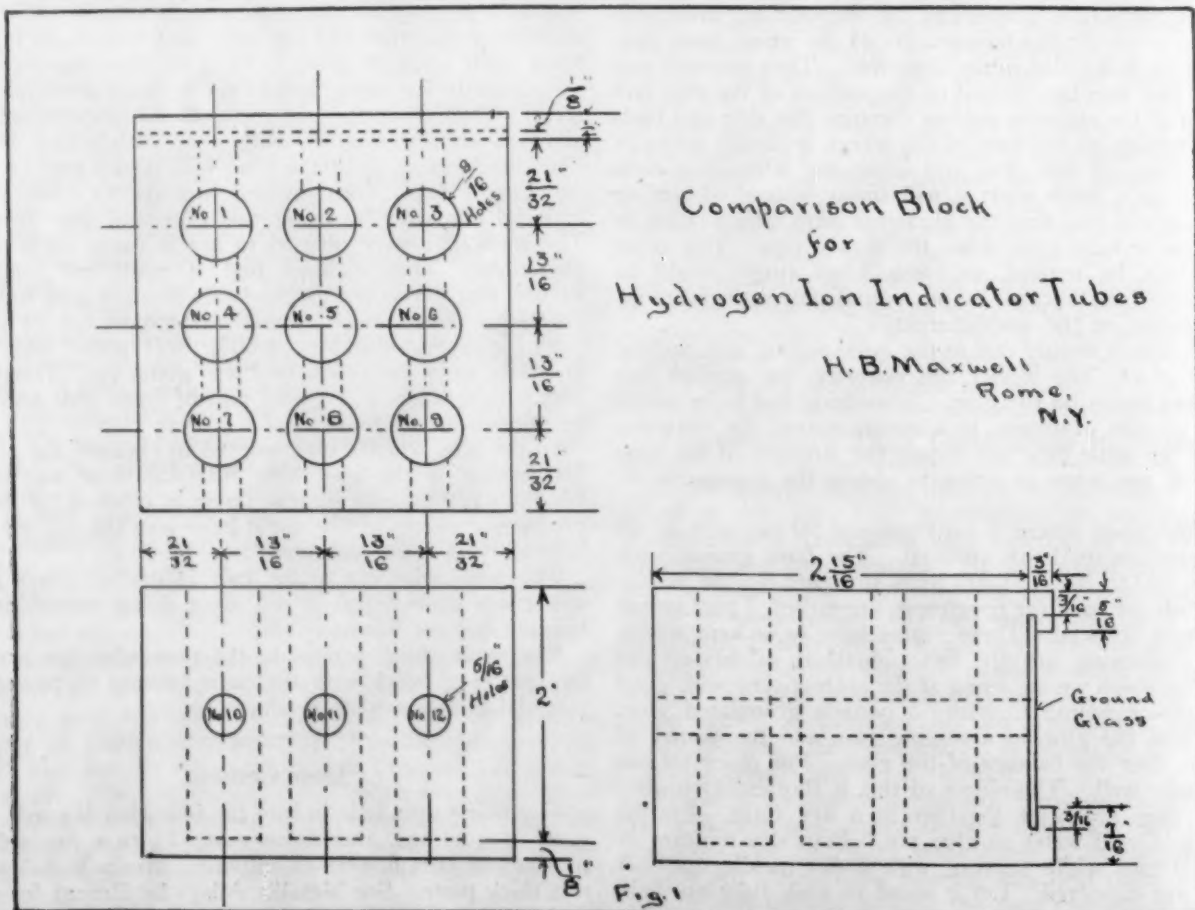 1/8"
21/32"
13/16"
13/16"
21/32"
9/16 Holes
No. 1 No. 2 No. 3
No. 4 No. 5 No. 6
No. 7 No. 8 No. 9
Comparison Block
for
Hydrogen Ion Indicator Tubes
H. B. Maxwell
Rome,
N.Y.
21/32 13/16" 13/16" 21/32"
5/16" Holes
No 10 No 11 No 12
2
1/8"
2 15/16" 3/16"
3/16" 5/16"
Ground
Glass
3/16"
Fig. 1